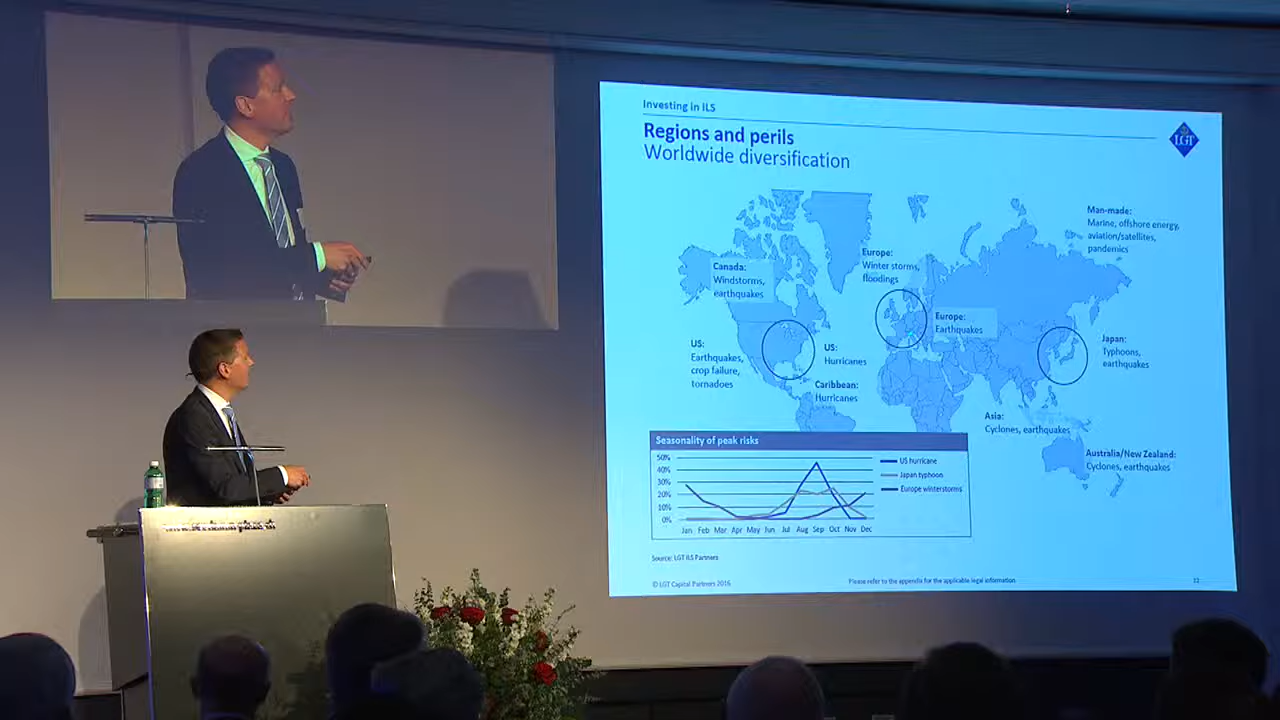 Investing in ILS
Regions and perils
Worldwide diversification
LGT
Man-made:
Marine, offshore energy,
aviation/satellites,
pandemics
Europe:
Winter storms,
floodings
Canada:
Windstorms,
earthquakes
Europe:
Earthquakes
US:
Earthquakes,
crop failure,
tornadoes
US:
Hurricanes
Japan:
Typhoons,
earthquakes
Caribbean:
Hurricanes
Asia:
Cyclones, earthquakes
Australia/New Zealand:
Cyclones, earthquakes
Seasonality of peak risks
50%
40%
30%
20%
10%
0%
Jan Feb Mar Apr May Jun Jul Aug Sep Oct Nov Dec
US hurricane
Japan typhoon
Europe winterstorms
Source: LGT ILS Partners
© LGT Capital Partners 2016
Please refer to the appendix for the applicable legal information
12